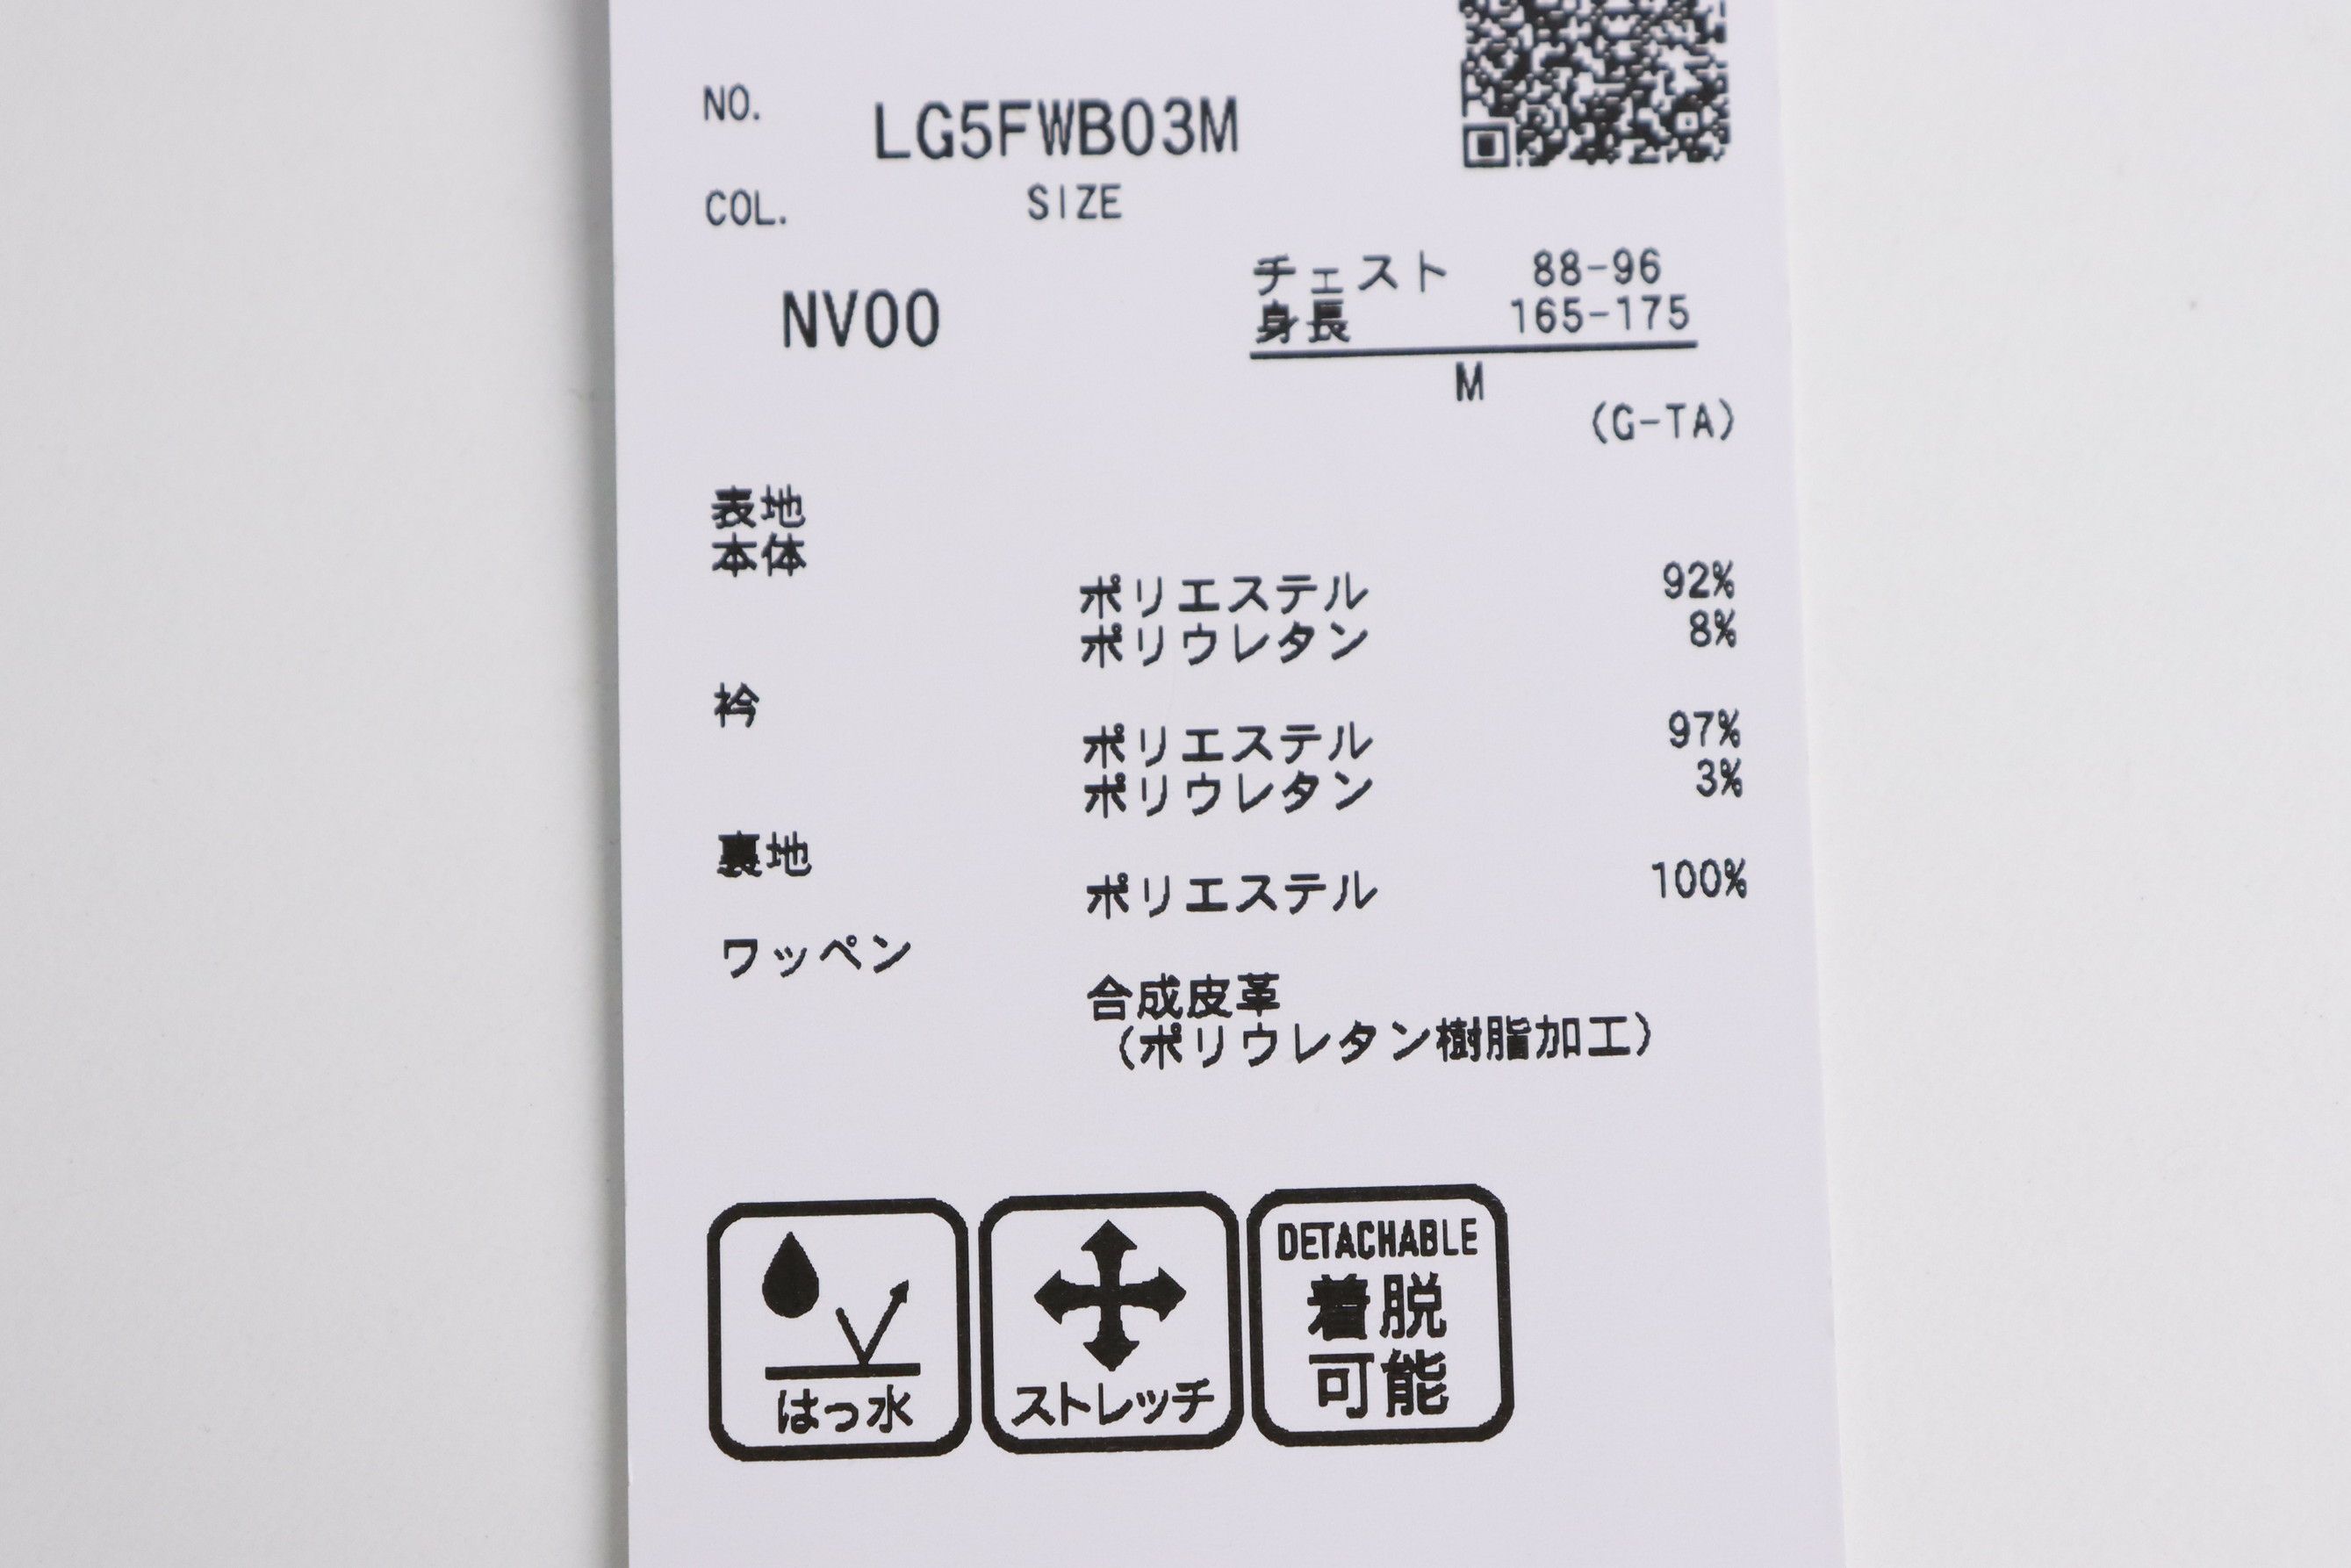 NO. LG5FWB03M
COL. SIZE
チェスト 88-96
NV00 身長 165-175
M
(G-TA)
表地
本体
ポリエステル 92%
ポリウレタン 8%
衿
ポリエステル 97%
ポリウレタン 3%
裏地
ポリエステル 100%
ワッペン
合成皮革
(ポリウレタン樹脂加工)
DETACHABLE
着脱
可能
はっ水 ストレッチ